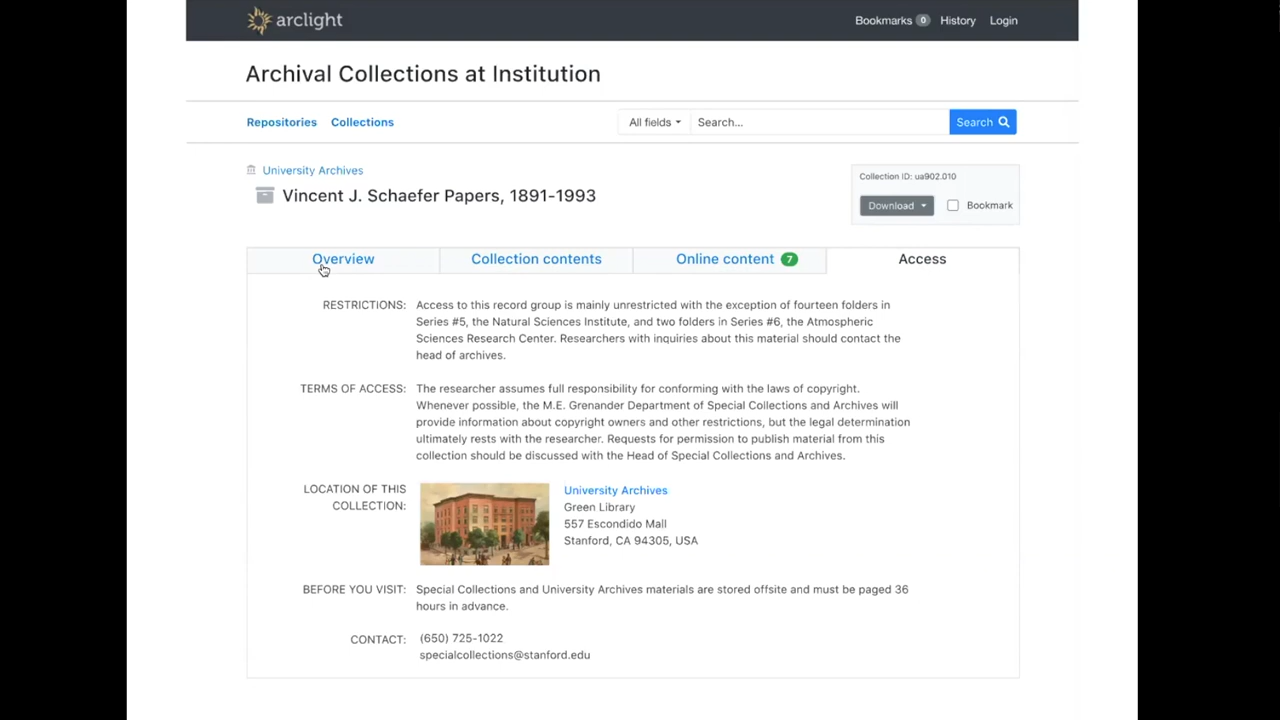 arclight
Bookmarks 0 History Login
Archival Collections at Institution
Repositories Collections
All fields Search... Search
University Archives
Vincent J. Schaefer Papers, 1891-1993
Collection ID: ua902.010
Download Bookmark
Overview Collection contents Online content 7 Access
RESTRICTIONS: Access to this record group is mainly unrestricted with the exception of fourteen folders in
Series #5, the Natural Sciences Institute, and two folders in Series #6, the Atmospheric
Sciences Research Center. Researchers with inquiries about this material should contact the
head of archives.
TERMS OF ACCESS: The researcher assumes full responsibility for conforming with the laws of copyright.
Whenever possible, the M.E. Grenander Department of Special Collections and Archives will
provide information about copyright owners and other restrictions, but the legal determination
ultimately rests with the researcher. Requests for permission to publish material from this
collection should be discussed with the Head of Special Collections and Archives.
LOCATION OF THIS
COLLECTION:
University Archives
Green Library
557 Escondido Mall
Stanford, CA 94305, USA
BEFORE YOU VISIT: Special Collections and University Archives materials are stored offsite and must be paged 36
hours in advance.
CONTACT: (650) 725-1022
specialcollections@stanford.edu